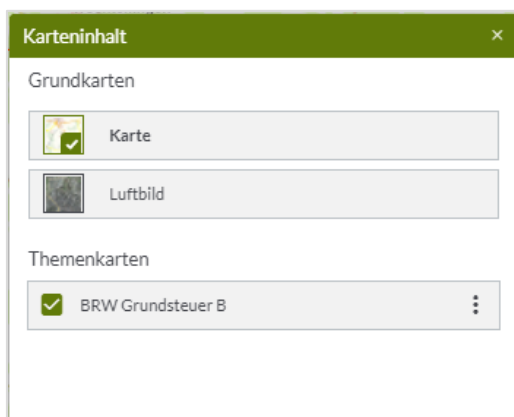 Karteninhalt
Grundkarten
Karte
Luftbild
Themenkarten
BRW Grundsteuer B